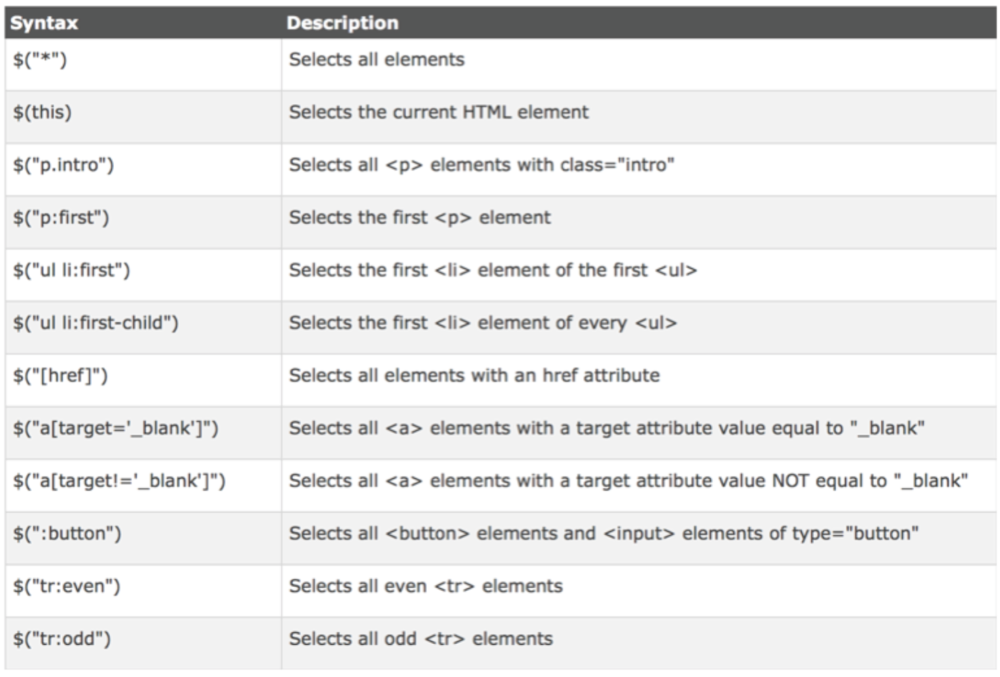 Syntax Description
$("*") Selects all elements
$(this) Selects the current HTML element
$("p.intro") Selects all <p> elements with class="intro"
$("p:first") Selects the first <p> element
$("ul li:first") Selects the first <li> element of the first <ul>
$("ul li:first-child") Selects the first <li> element of every <ul>
$("[href]") Selects all elements with an href attribute
$("a[target='_blank']") Selects all <a> elements with a target attribute value equal to "_blank"
$("a[target!='_blank']") Selects all <a> elements with a target attribute value NOT equal to "_blank"
$(":button") Selects all <button> elements and <input> elements of type="button"
$("tr:even") Selects all even <tr> elements
$("tr:odd") Selects all odd <tr> elements